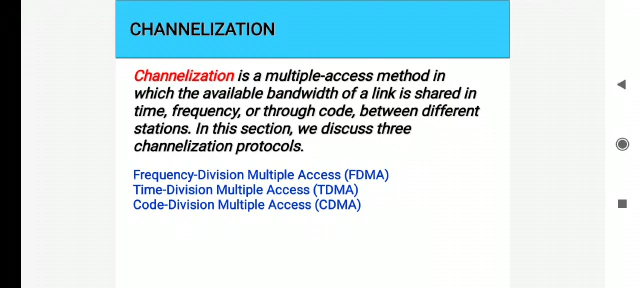 CHANNELIZATION
Channelization is a multiple-access method in
which the available bandwidth of a link is shared in
time, frequency, or through code, between different
stations. In this section, we discuss three
channelization protocols.
Frequency-Division Multiple Access (FDMA)
Time-Division Multiple Access (TDMA)
Code-Division Multiple Access (CDMA)